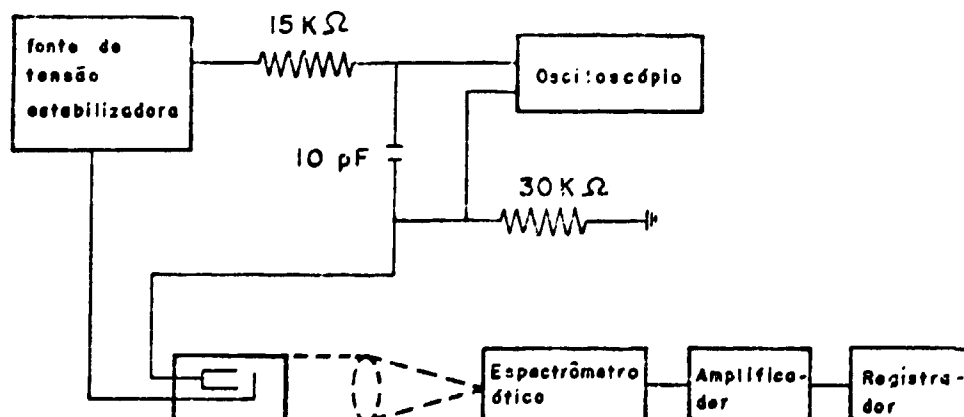 fonte de
tensão
estabilizadora
15 KΩ
Osciloscópio
10 pF
30 KΩ
Espectrômetro
ótico
Amplifica-
dor
Registra-
dor